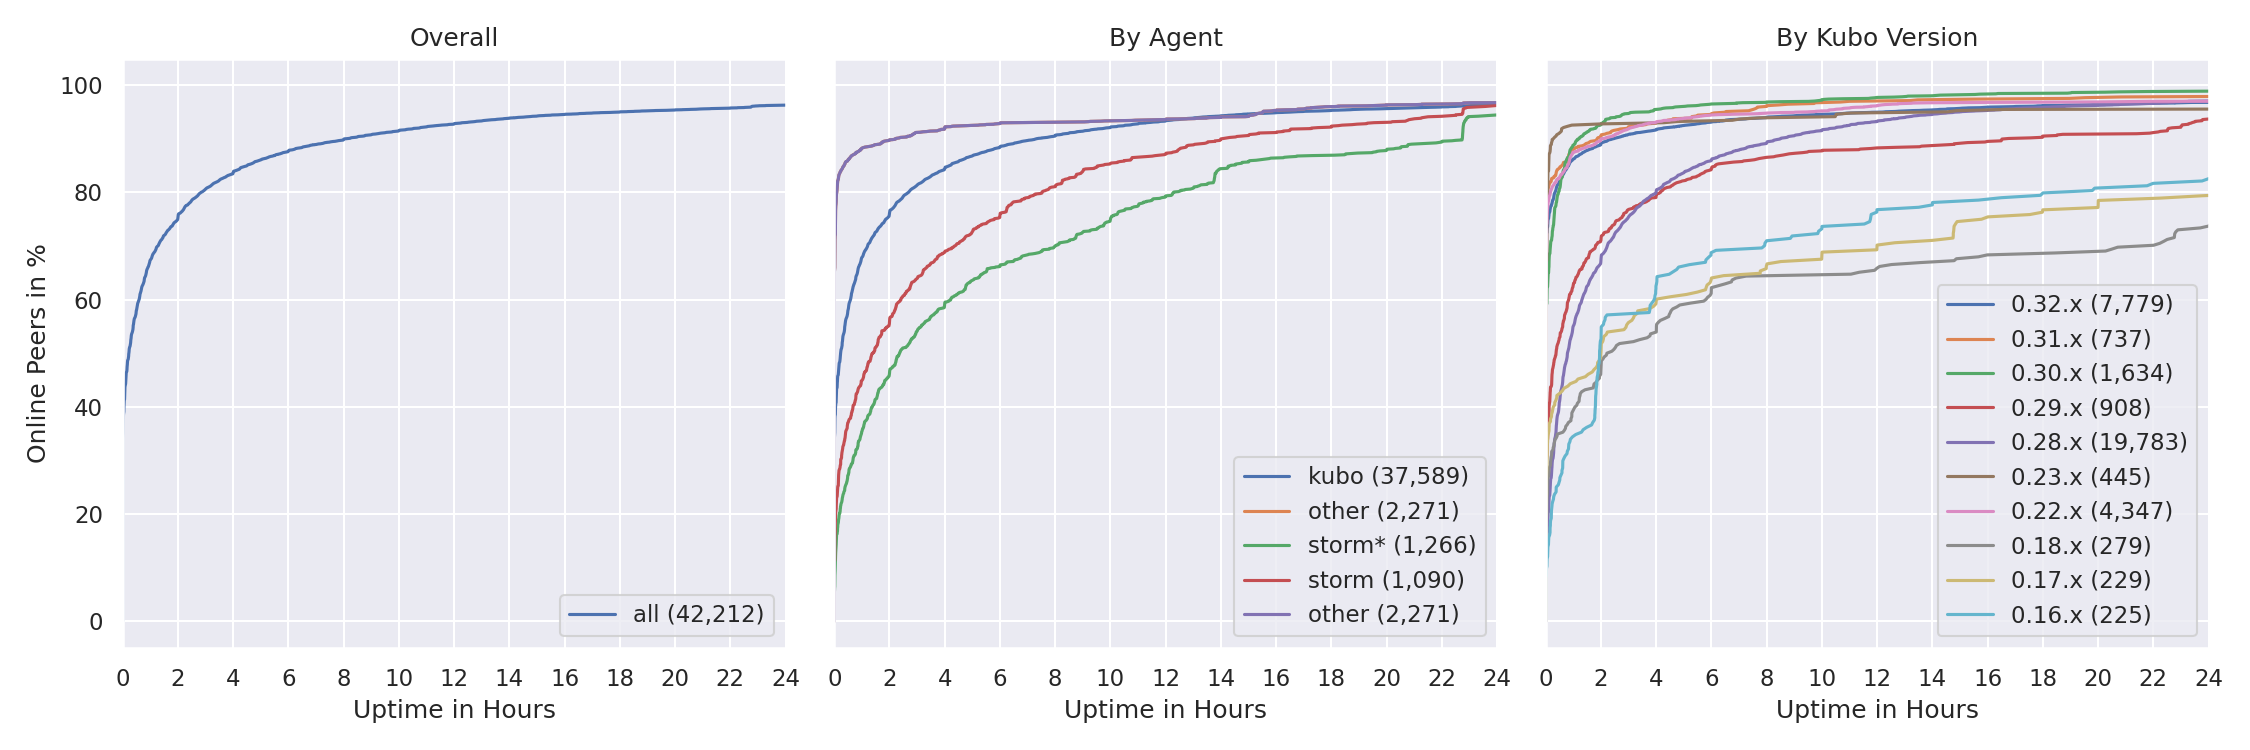 Overall
By Agent
By Kubo Version
Online Peers in %
100
80
60
40
20
0
all (42,212)
kubo (37,589)
other (2,271)
storm* (1,266)
storm (1,090)
other (2,271)
0.32.x (7,779)
0.31.x (737)
0.30.x (1,634)
0.29.x (908)
0.28.x (19,783)
0.23.x (445)
0.22.x (4,347)
0.18.x (279)
0.17.x (229)
0.16.x (225)
0 2 4 6 8 10 12 14 16 18 20 22 24
0 2 4 6 8 10 12 14 16 18 20 22 24
0 2 4 6 8 10 12 14 16 18 20 22 24
Uptime in Hours
Uptime in Hours
Uptime in Hours